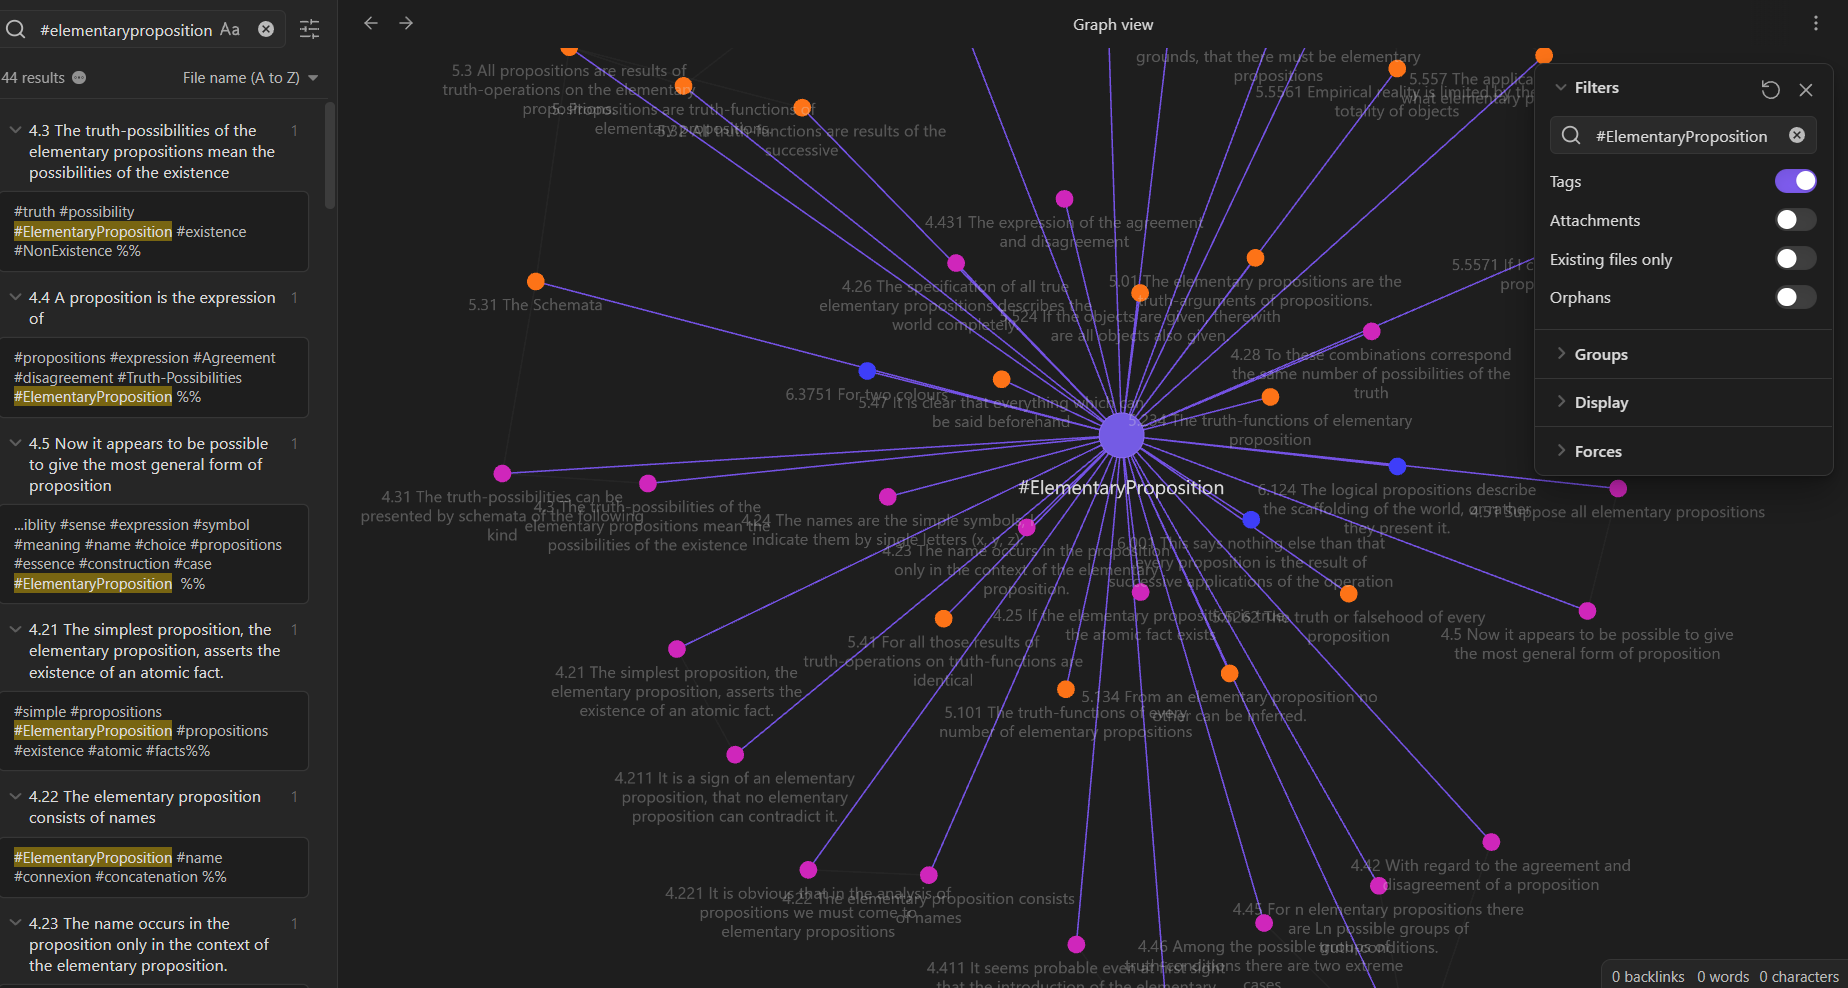 #elementaryproposition Aa
44 results
File name (A to Z)
4.3 The truth-possibilities of the
elementary propositions mean the
possibilities of the existence
1
#truth #possibility
#ElementaryProposition #existence
#NonExistence %%
4.4 A proposition is the expression
of
1
#propositions #expression #Agreement
#disagreement #Truth-Possibilities
#ElementaryProposition %%
4.5 Now it appears to be possible
to give the most general form of
proposition
1
...iblity #sense #expression #symbol
#meaning #name #choice #propositions
#essence #construction #case
#ElementaryProposition %%
4.21 The simplest proposition, the
elementary proposition, asserts the
existence of an atomic fact.
1
#simple #propositions
#ElementaryProposition #propositions
#existence #atomic #facts%%
4.22 The elementary proposition
consists of names
1
#ElementaryProposition #name
#connexion #concatenation %%
4.23 The name occurs in the
proposition only in the context of
the elementary proposition.
1
Graph view
5.3 All propositions are results of
truth-operations on the elementary
propositions.
5. Propositions are truth-functions of
elementary propositions.
5.32 All truth-functions are results of the
successive
grounds, that there must be elementary
propositions
5.5561 Empirical reality is limited by the
totality of objects
5.557 The applica
what elementary p
4.431 The expression of the agreement
and disagreement
4.26 The specification of all true
elementary propositions describes the
world completely.
5.01 The elementary propositions are the
truth-arguments of propositions.
5.524 If the objects are given, therewith
are all objects also given.
5.5571 If I c
prop
5.31 The Schemata
4.28 To these combinations correspond
the same number of possibilities of the
truth
6.3751 For two colours
5.47 It is clear that everything which can
be said beforehand
5.234 The truth-functions of elementary
proposition
#ElementaryProposition
4.31 The truth-possibilities can be
presented by schemata of the following
kind
4.3 The truth-possibilities of the
elementary propositions mean the
possibilities of the existence
4.24 The names are the simple symbols, I
indicate them by single letters (x, y, z).
4.23 The name occurs in the proposition
only in the context of the elementary
proposition.
6.124 The logical propositions describe
the scaffolding of the world, or rather
they present it.
4.51 Suppose all elementary propositions
6.001 This says nothing else than that
every proposition is the result of
successive applications of the operation
4.25 If the elementary proposition is true,
the atomic fact exists
5.5262 The truth or falsehood of every
proposition
4.5 Now it appears to be possible to give
the most general form of proposition
5.41 For all those results of
truth-operations on truth-functions are
identical
4.21 The simplest proposition, the
elementary proposition, asserts the
existence of an atomic fact.
5.134 From an elementary proposition no
other can be inferred.
5.101 The truth-functions of every
number of elementary propositions
4.211 It is a sign of an elementary
proposition, that no elementary
proposition can contradict it.
4.221 It is obvious that in the analysis of
propositions we must come to
elementary propositions
4.22 The elementary proposition consists
of names
4.42 With regard to the agreement and
disagreement of a proposition
4.45 For n elementary propositions there
are Ln possible groups of
truth-conditions.
4.46 Among the possible groups of
truth-conditions there are two extreme
cases
4.411 It seems probable even at first sight
that the introduction of the elementary
Filters
#ElementaryProposition
Tags
Attachments
Existing files only
Orphans
Groups
Display
Forces
0 backlinks 0 words 0 characters